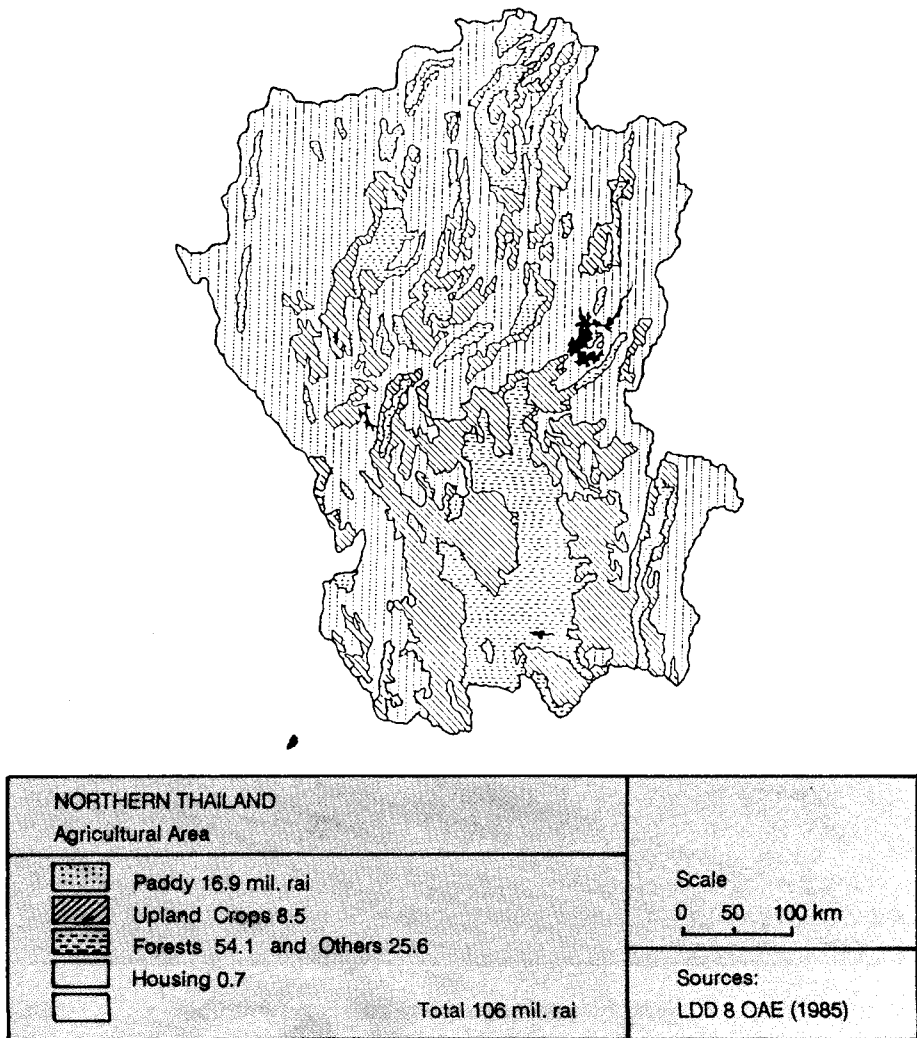 NORTHERN THAILAND
Agricultural Area
Paddy 16.9 mil. rai
Upland Crops 8.5
Forests 54.1 and Others 25.6
Housing 0.7
Total 106 mil. rai
Scale
0 50 100 km
Sources:
LDD 8 OAE (1985)